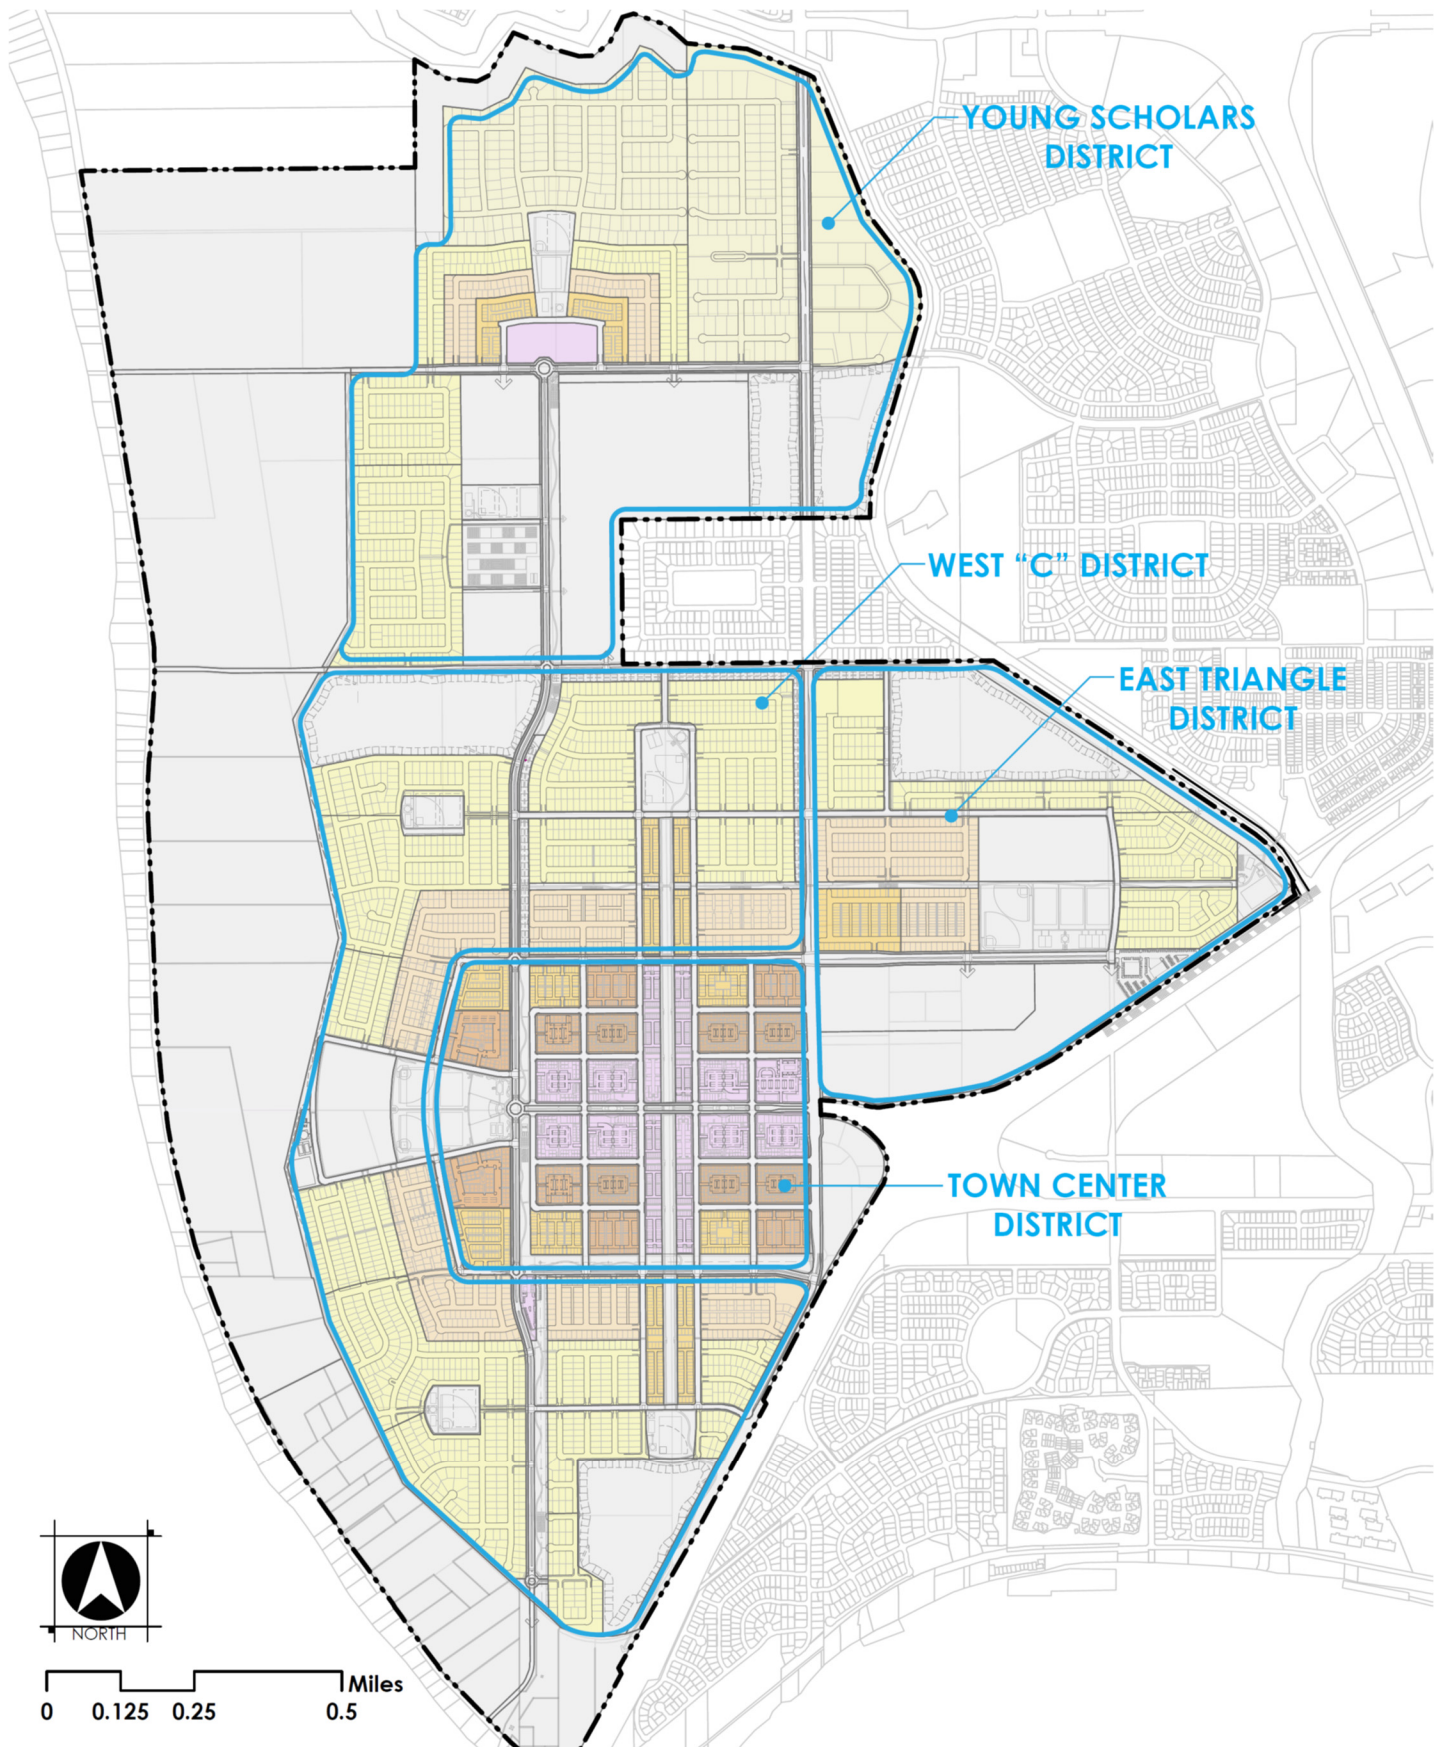 YOUNG SCHOLARS
DISTRICT
WEST “C” DISTRICT
EAST TRIANGLE
DISTRICT
TOWN CENTER
DISTRICT
NORTH
Miles
0 0.125 0.25 0.5